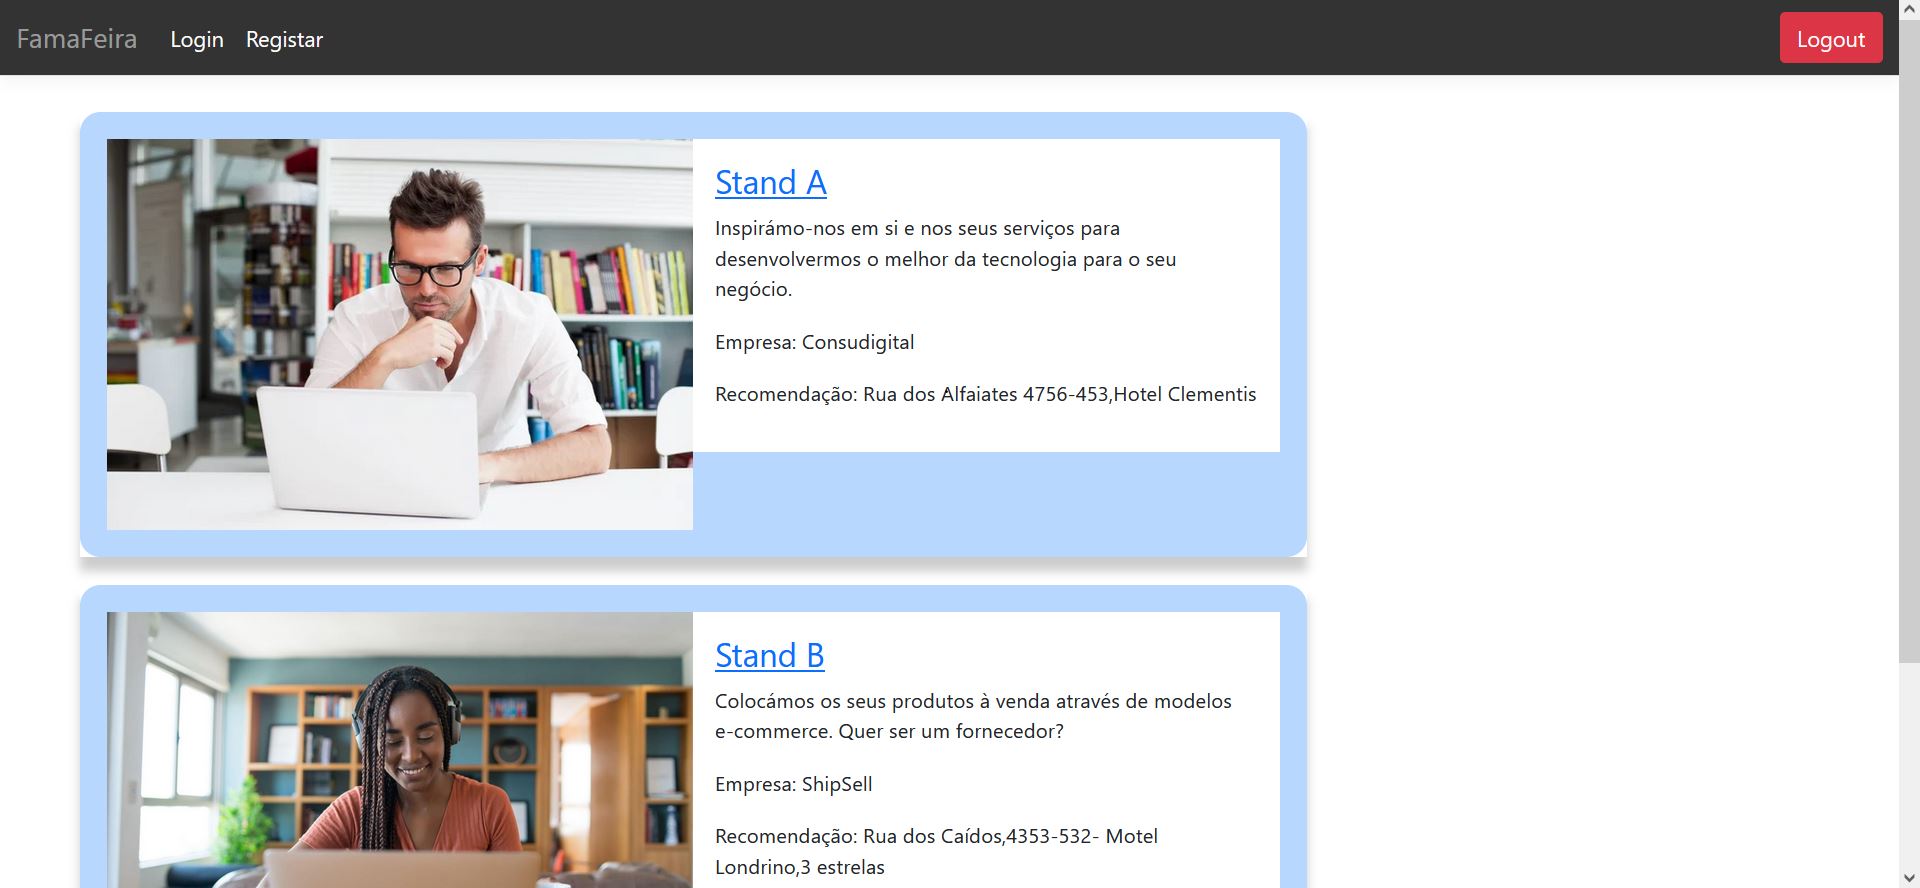 FamaFeira Login Registar Logout
Stand A
Inspirámo-nos em si e nos seus serviços para
desenvolvermos o melhor da tecnologia para o seu
negócio.
Empresa: Consudigital
Recomendação: Rua dos Alfaiates 4756-453,Hotel Clementis
Stand B
Colocámos os seus produtos à venda através de modelos
e-commerce. Quer ser um fornecedor?
Empresa: ShipSell
Recomendação: Rua dos Caídos,4353-532- Motel
Londrino,3 estrelas